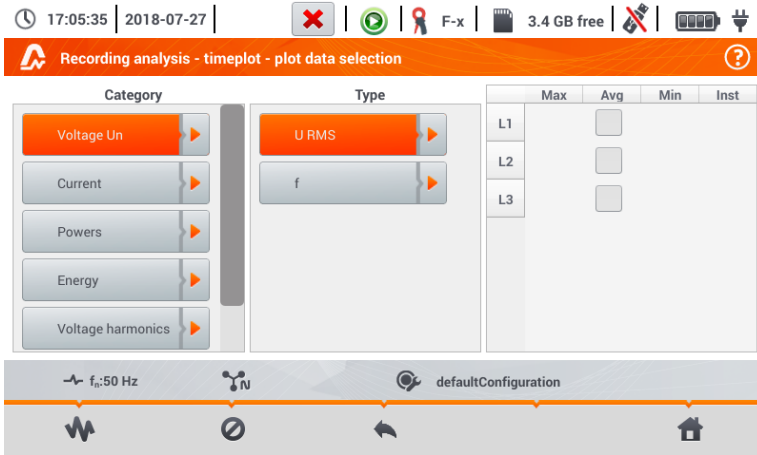 17:05:35 2018-07-27 F-x 3.4 GB free
Recording analysis - timeplot - plot data selection ?
Category Type Max Avg Min Inst
Voltage Un U RMS L1
Current f L2
Powers L3
Energy
Voltage harmonics
fn:50 Hz N defaultConfiguration